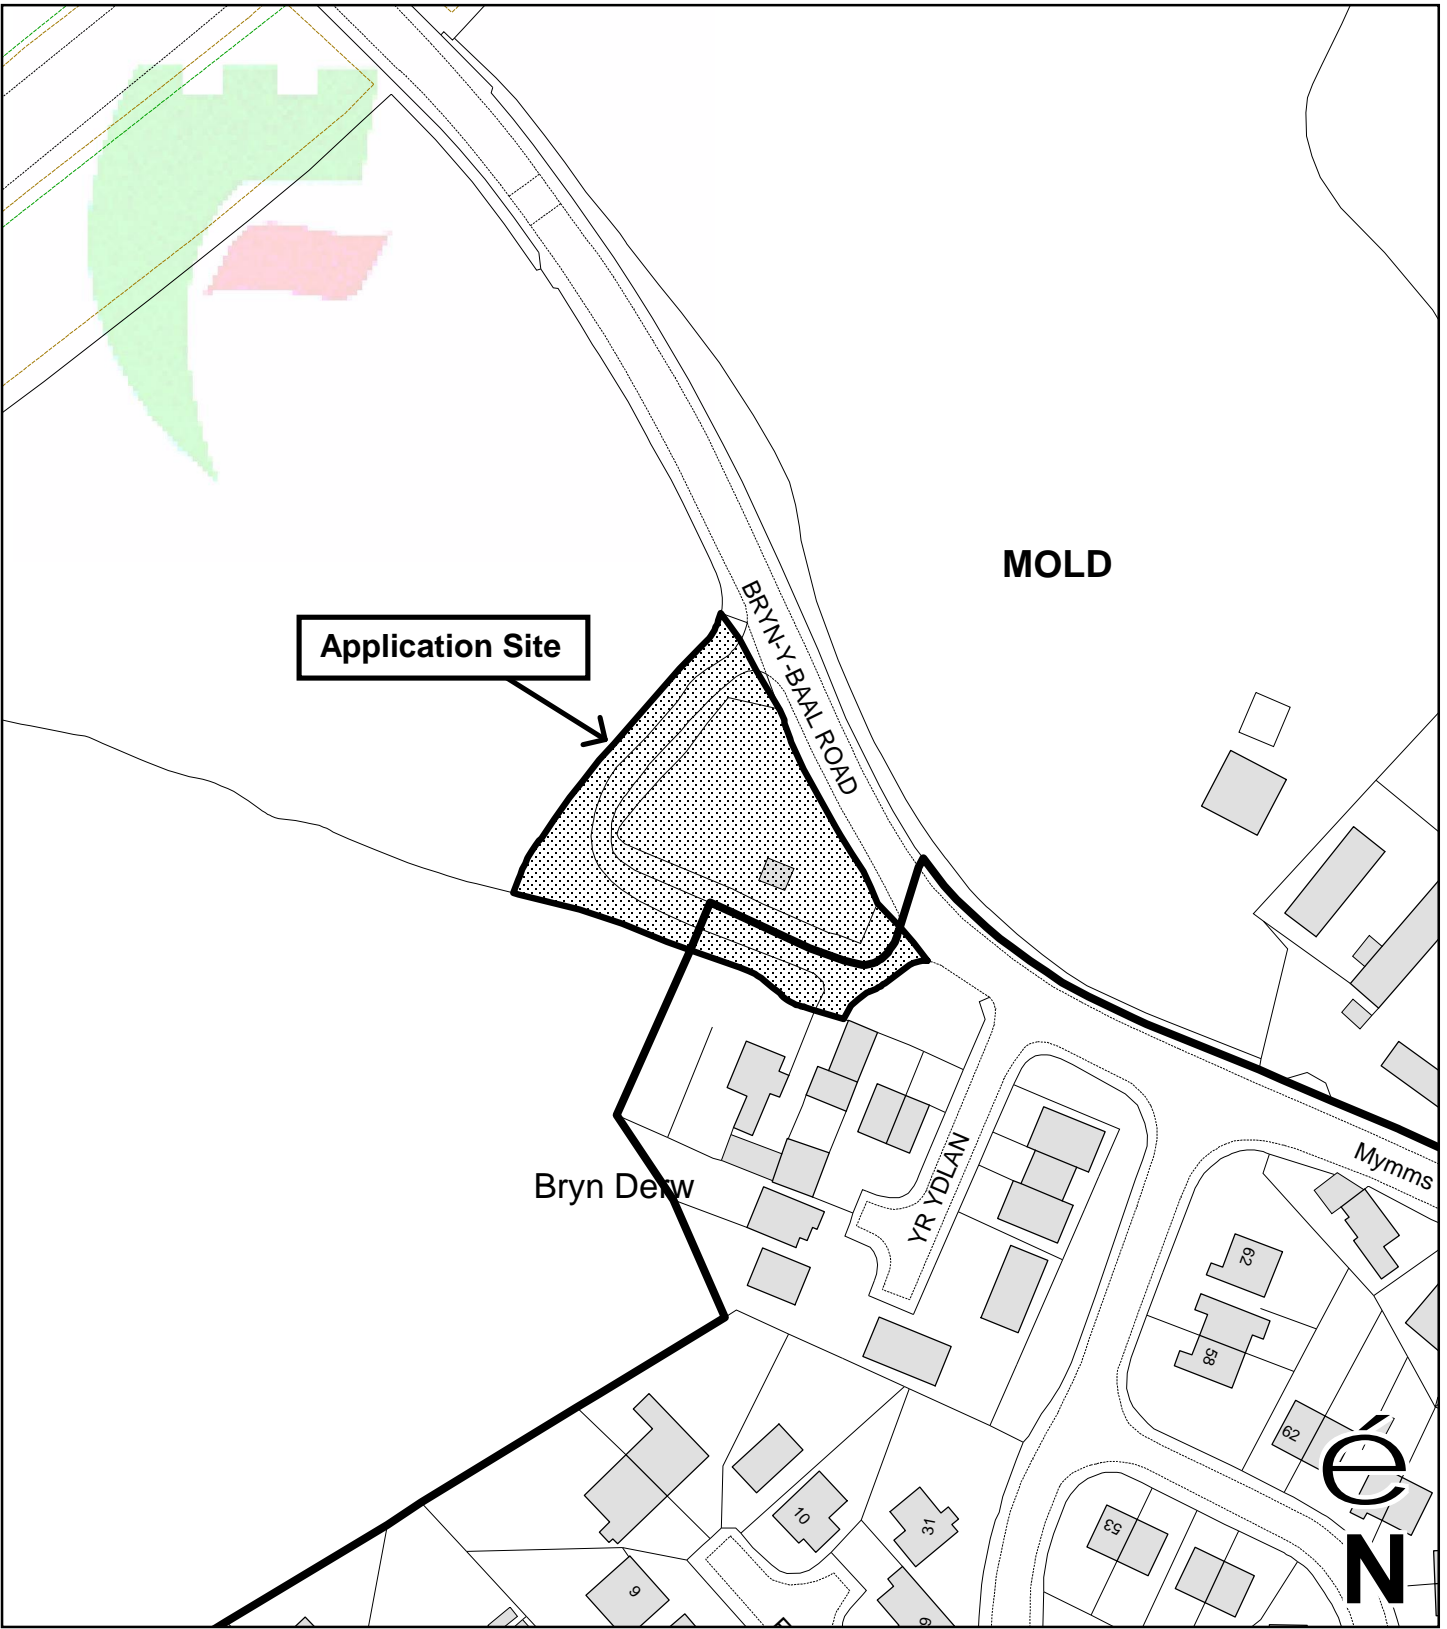 MOLD
BRYN-Y-BAAL ROAD
Application Site
Mymms
YR YDLAN
Bryn Derw
62
58
62
10
31
53
9
é
N